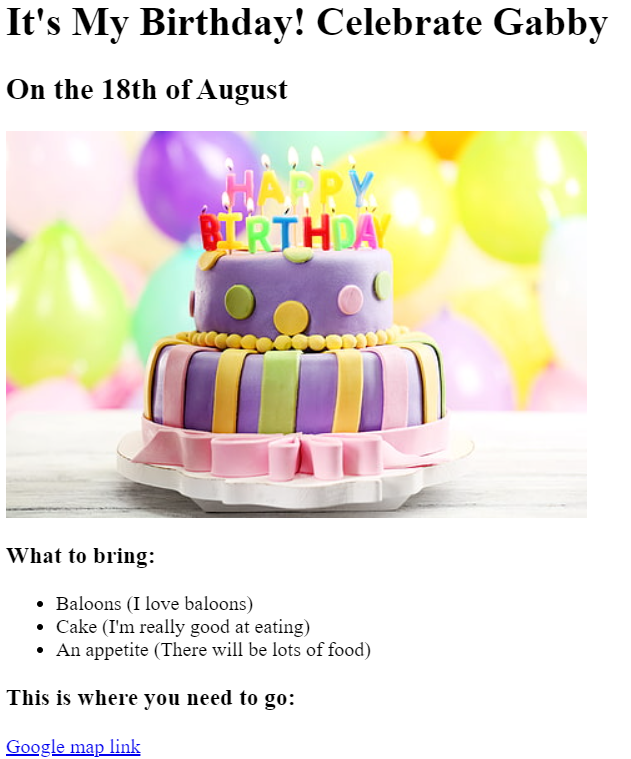 It's My Birthday! Celebrate Gabby
On the 18th of August
HAPPY
BIRTHDAY
What to bring:
Baloons (I love baloons)
Cake (I'm really good at eating)
An appetite (There will be lots of food)
This is where you need to go:
Google map link